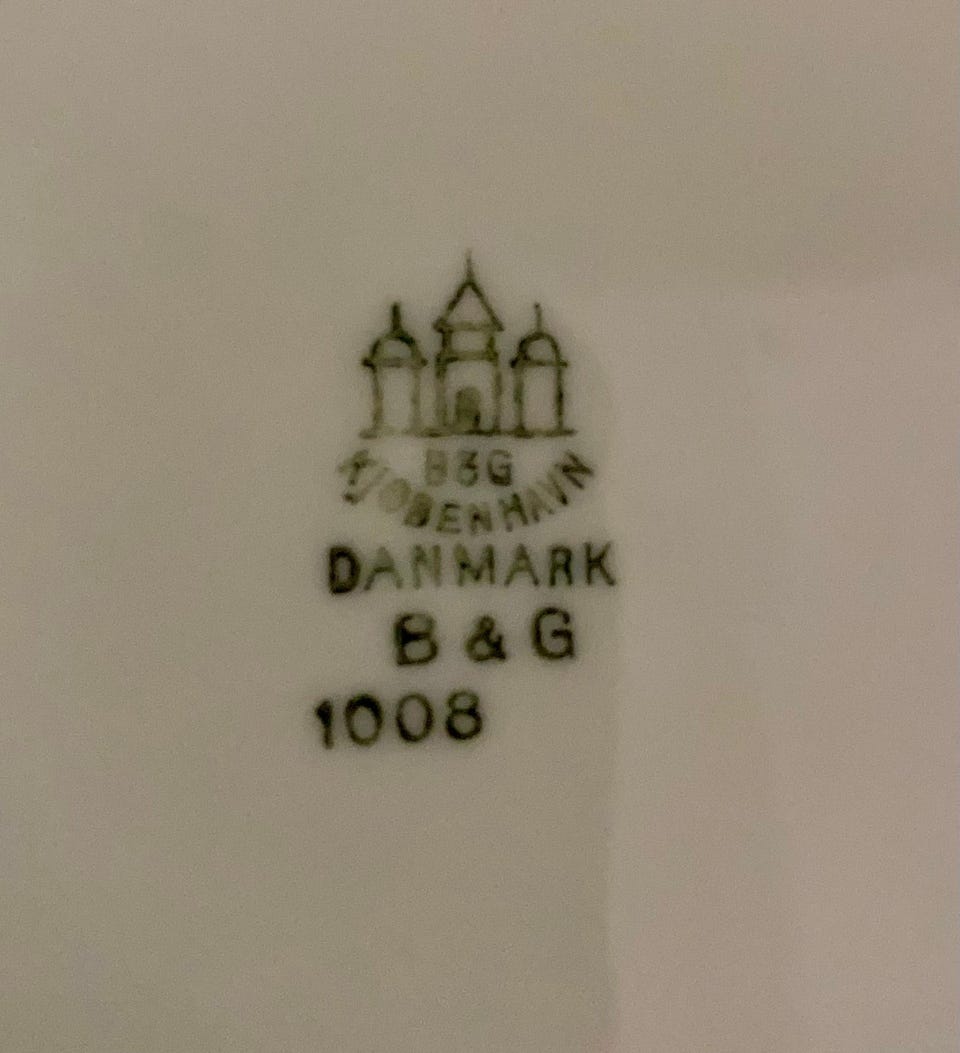 B&G
KJØBENHAVN
DANMARK
B & G
1008